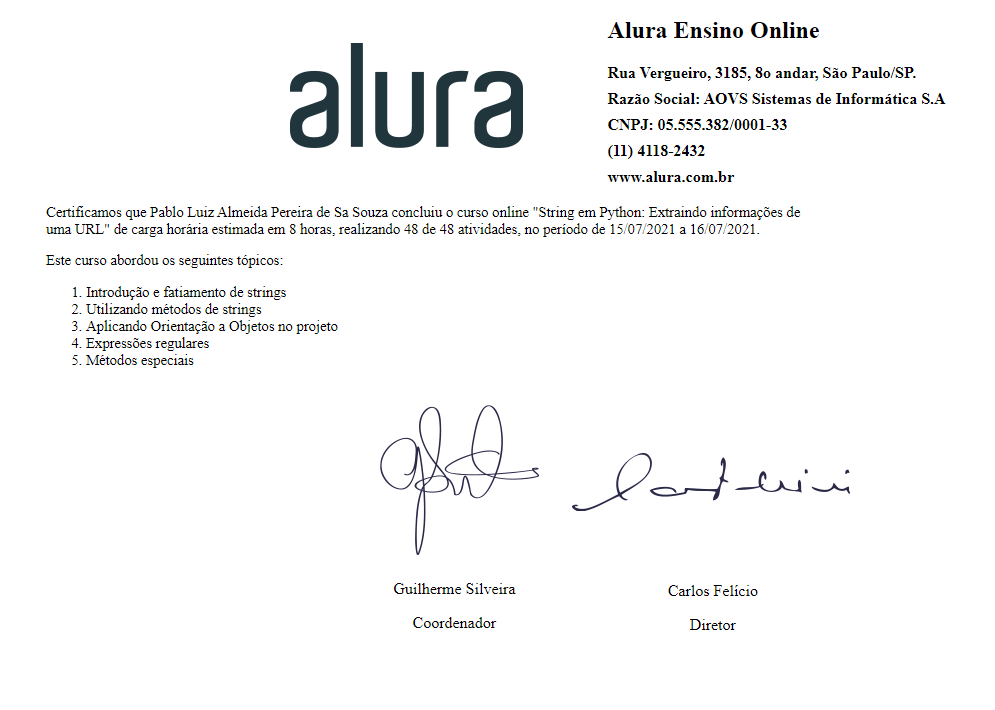 alura
Alura Ensino Online
Rua Vergueiro, 3185, 8o andar, São Paulo/SP.
Razão Social: AOVS Sistemas de Informática S.A
CNPJ: 05.555.382/0001-33
(11) 4118-2432
www.alura.com.br
Certificamos que Pablo Luiz Almeida Pereira de Sa Souza concluiu o curso online "String em Python: Extraindo informações de
uma URL" de carga horária estimada em 8 horas, realizando 48 de 48 atividades, no período de 15/07/2021 a 16/07/2021.
Este curso abordou os seguintes tópicos:
1. Introdução e fatiamento de strings
2. Utilizando métodos de strings
3. Aplicando Orientação a Objetos no projeto
4. Expressões regulares
5. Métodos especiais
Guilherme Silveira
Carlos Felício
Coordenador
Diretor